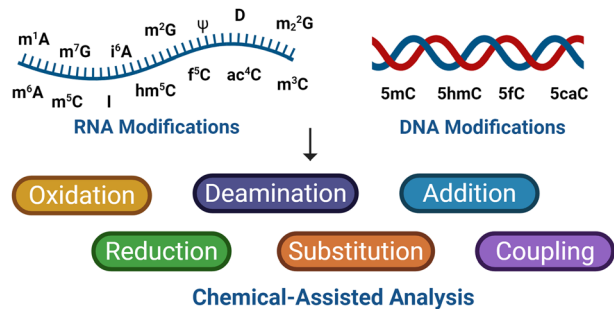 m¹A m⁷G i⁶A m²G Ψ D m₂²G
m⁶A m⁵C I hm⁵C f⁵C ac⁴C m³C
RNA Modifications
5mC 5hmC 5fC 5caC
DNA Modifications
Oxidation Deamination Addition
Reduction Substitution Coupling
Chemical-Assisted Analysis